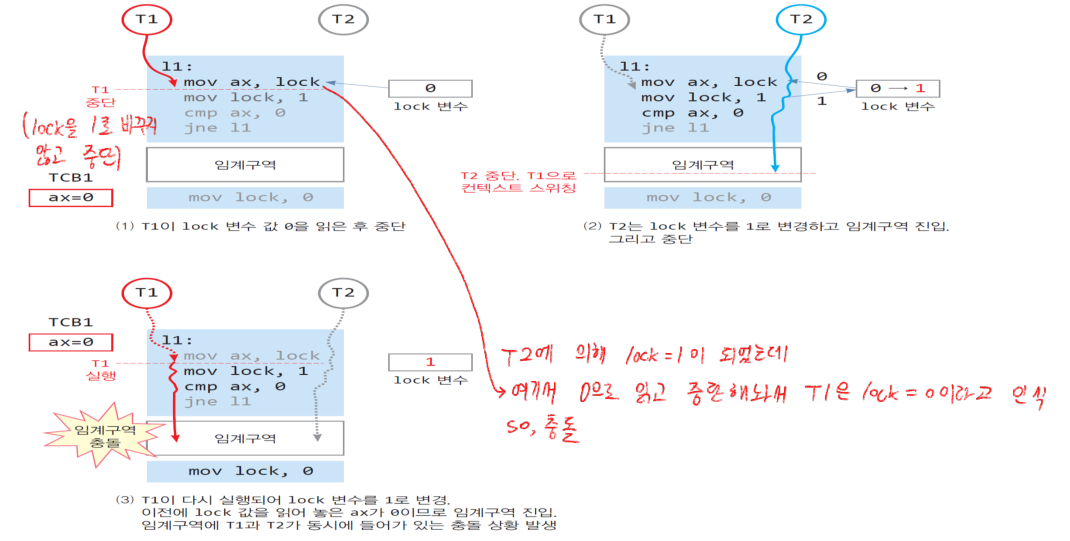 T1
T2
l1:
mov ax, lock
mov lock, 1
cmp ax, 0
jne l1
T1
중단
0
lock 변수
(lock을 1로 바꾸지
않고 중단)
TCB1
ax=0
임계구역
mov lock, 0
(1) T1이 lock 변수 값 0을 읽은 후 중단
T1
T2
l1:
mov ax, lock
mov lock, 1
cmp ax, 0
jne l1
0
1
0 → 1
lock 변수
임계구역
T2 중단. T1으로
컨텍스트 스위칭
mov lock, 0
(2) T2는 lock 변수를 1로 변경하고 임계구역 진입.
그리고 중단
T1
T2
TCB1
ax=0
l1:
mov ax, lock
mov lock, 1
cmp ax, 0
jne l1
T1
실행
1
lock 변수
임계구역
충돌
임계구역
mov lock, 0
T2에 의해 lock=1이 되었는데
여기서 0으로 읽고 중단해놔서 T1은 lock=0이라고 인식
so, 충돌
(3) T1이 다시 실행되어 lock 변수를 1로 변경.
이전에 lock 값을 읽어 놓은 ax가 0이므로 임계구역 진입.
임계구역에 T1과 T2가 동시에 들어가 있는 충돌 상황 발생